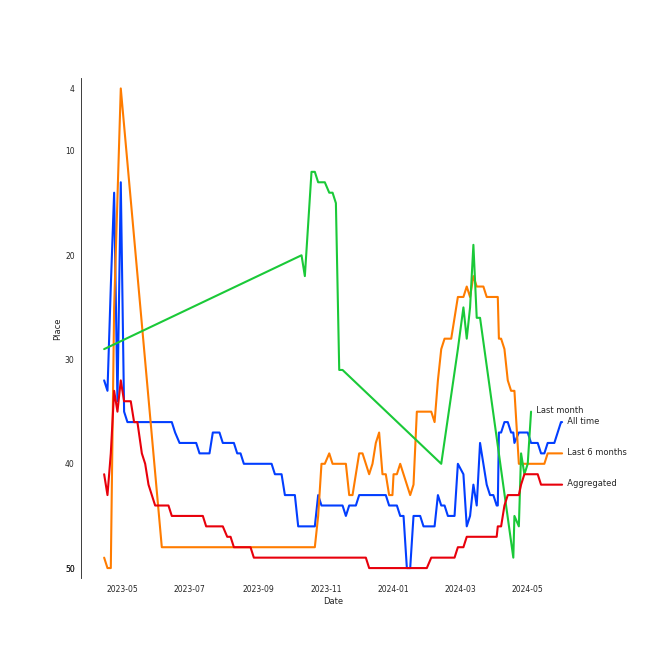 4
10
20
30
40
50
Place
2023-05
2023-07
2023-09
2023-11
2024-01
2024-03
2024-05
Date
Last month
All time
Last 6 months
Aggregated